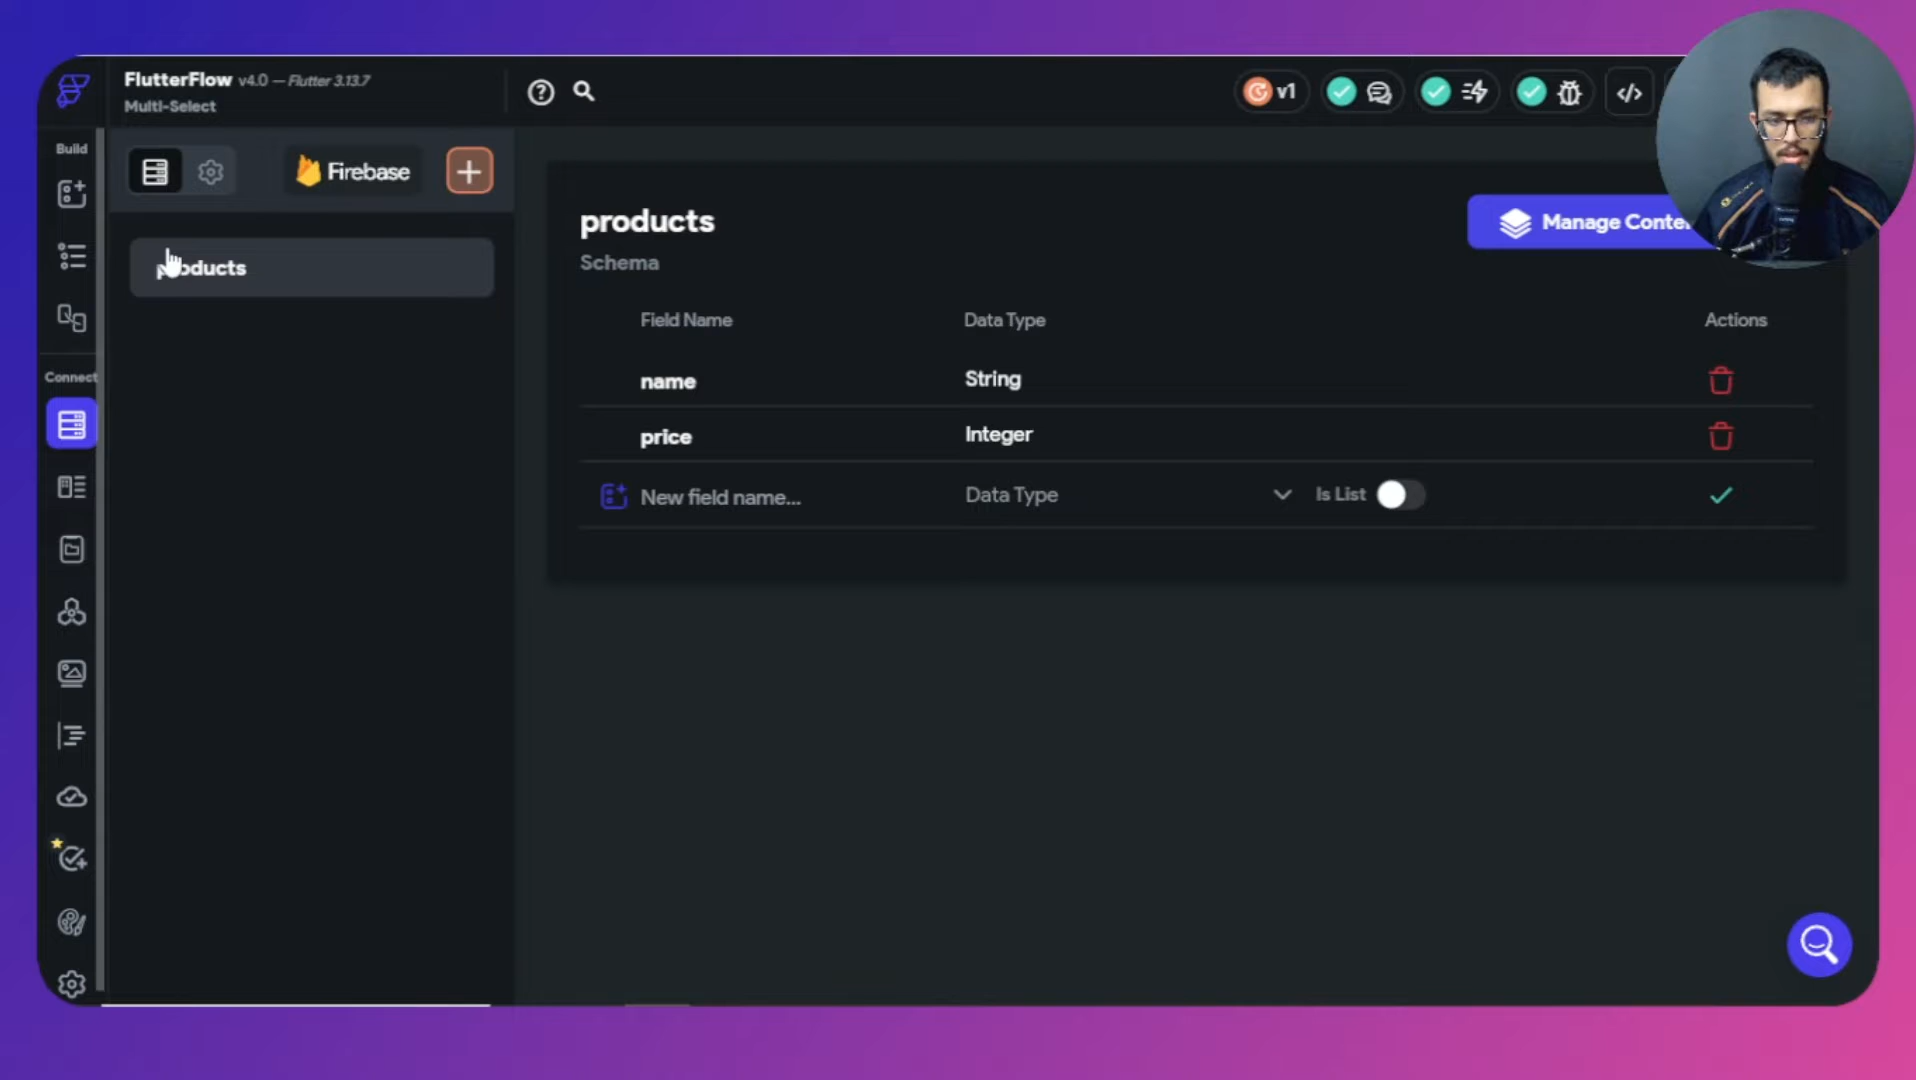 FlutterFlow v4.0 — Flutter 3.13.7
Multi-Select
v1
Build
Firebase
products
products
Schema
Manage Conte
Field Name Data Type Actions
name String
price Integer
New field name... Data Type Is List
Connect